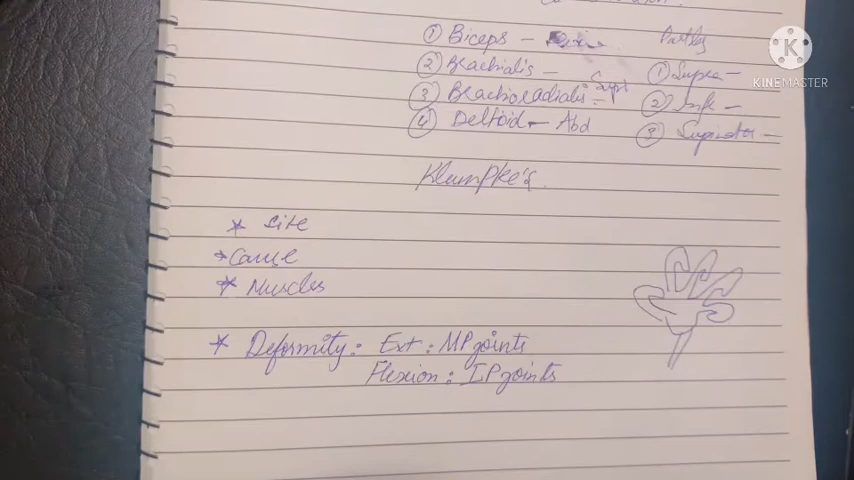 ① Biceps -
② Brachialis -
③ Brachioradialis - Sup
④ Deltoid - Abd
Partly
① Supra -
② Infr -
③ Supinator -
Klumpke's
* Site
* Cause
* Muscles
* Deformity : Ext : MP joints
Flexion : IP joints
K
KINEMASTER